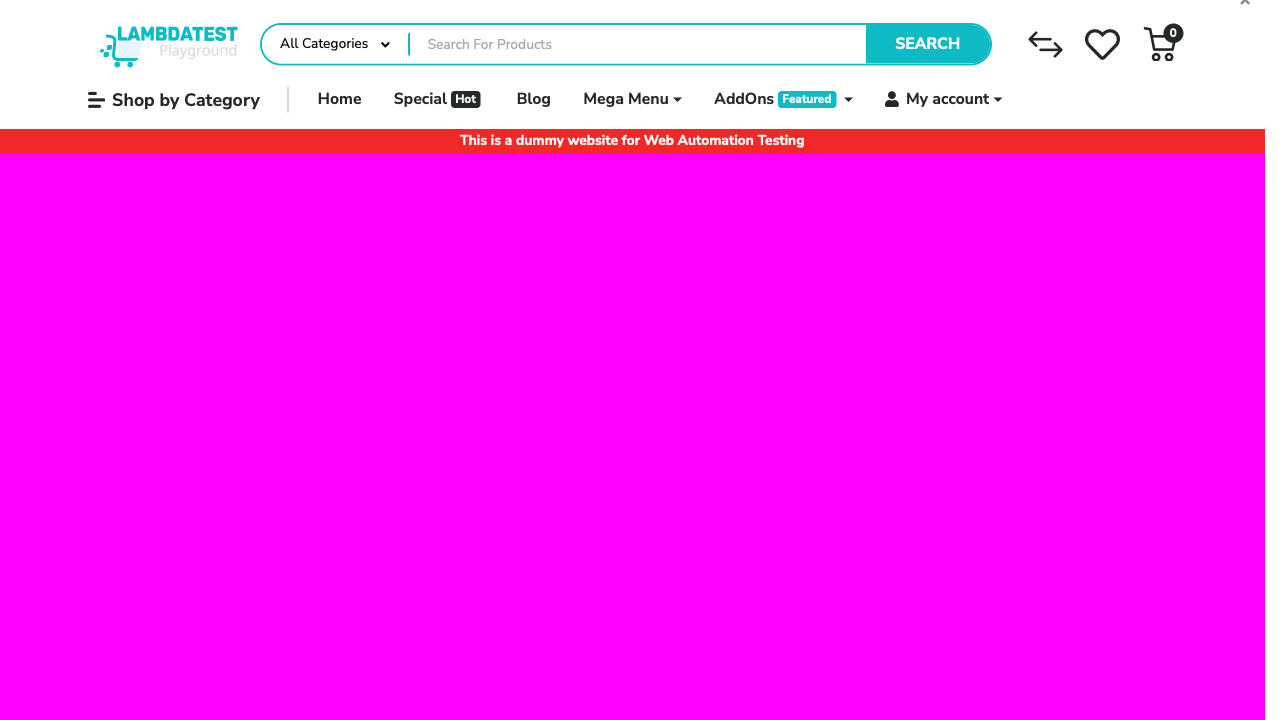 LAMBDATEST
Playground
All Categories
Search For Products
SEARCH
0
Shop by Category
Home
Special Hot
Blog
Mega Menu
AddOns Featured
My account
This is a dummy website for Web Automation Testing